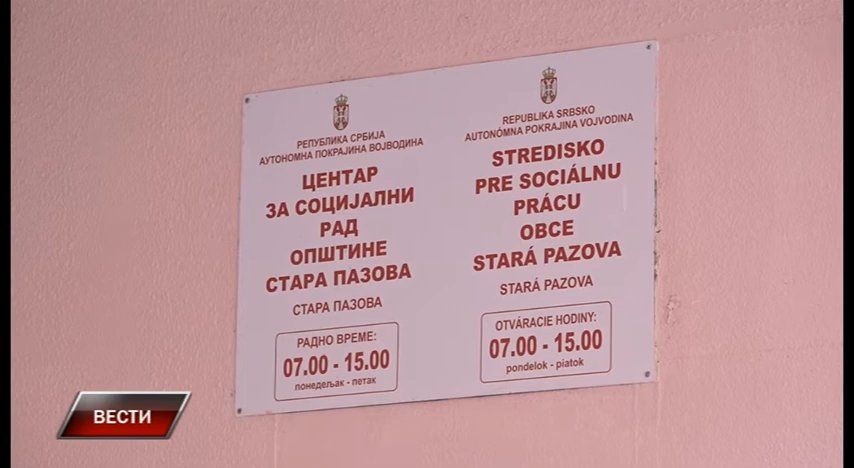 РЕПУБЛИКА СРБИЈА
АУТОНОМНА ПОКРАЈИНА ВОЈВОДИНА
ЦЕНТАР
ЗА СОЦИЈАЛНИ
РАД
ОПШТИНЕ
СТАРА ПАЗОВА
СТАРА ПАЗОВА
РАДНО ВРЕМЕ:
07.00 - 15.00
понедељак - петак
REPUBLIKA SRBSKO
AUTONÓMNA POKRAJINA VOJVODINA
STREDISKO
PRE SOCIÁLNU
PRÁCU
OBCE
STARÁ PAZOVA
STARÁ PAZOVA
OTVÁRACIE HODINY:
07.00 - 15.00
pondelok - piatok
ВЕСТИ